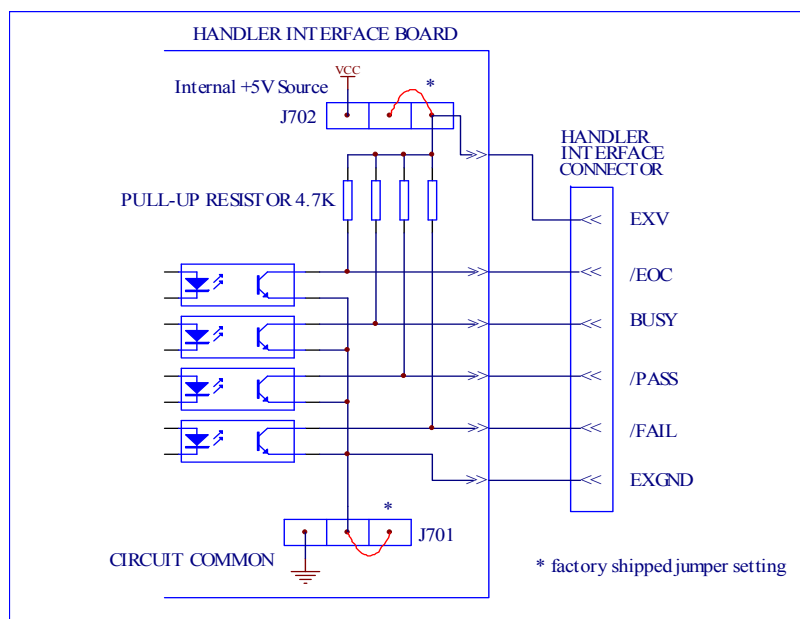 HANDLER INTERFACE BOARD
VCC
Internal +5V Source
*
J702
HANDLER
INTERFACE
CONNECTOR
PULL-UP RESISTOR 4.7K
EXV
/EOC
BUSY
/PASS
/FAIL
EXGND
*
J701
CIRCUIT COMMON
* factory shipped jumper setting